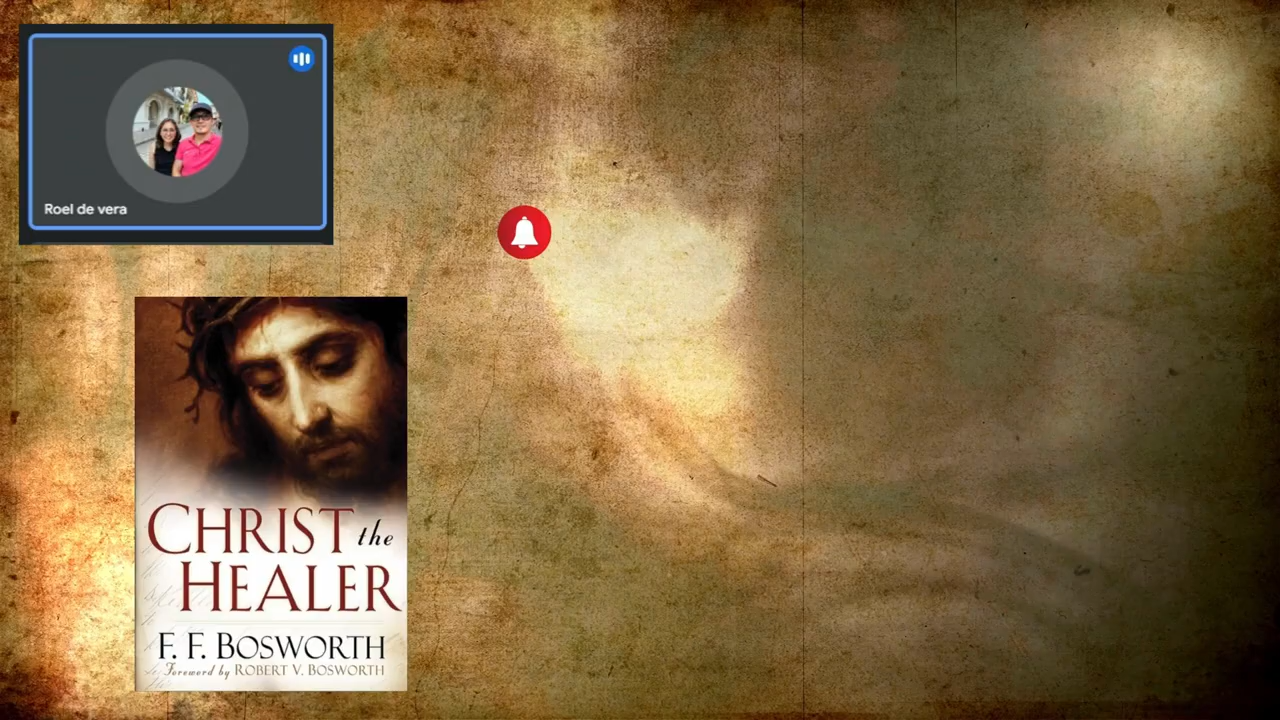 Roel de vera
CHRIST the
HEALER
F. F. BOSWORTH
Foreword by ROBERT V. BOSWORTH